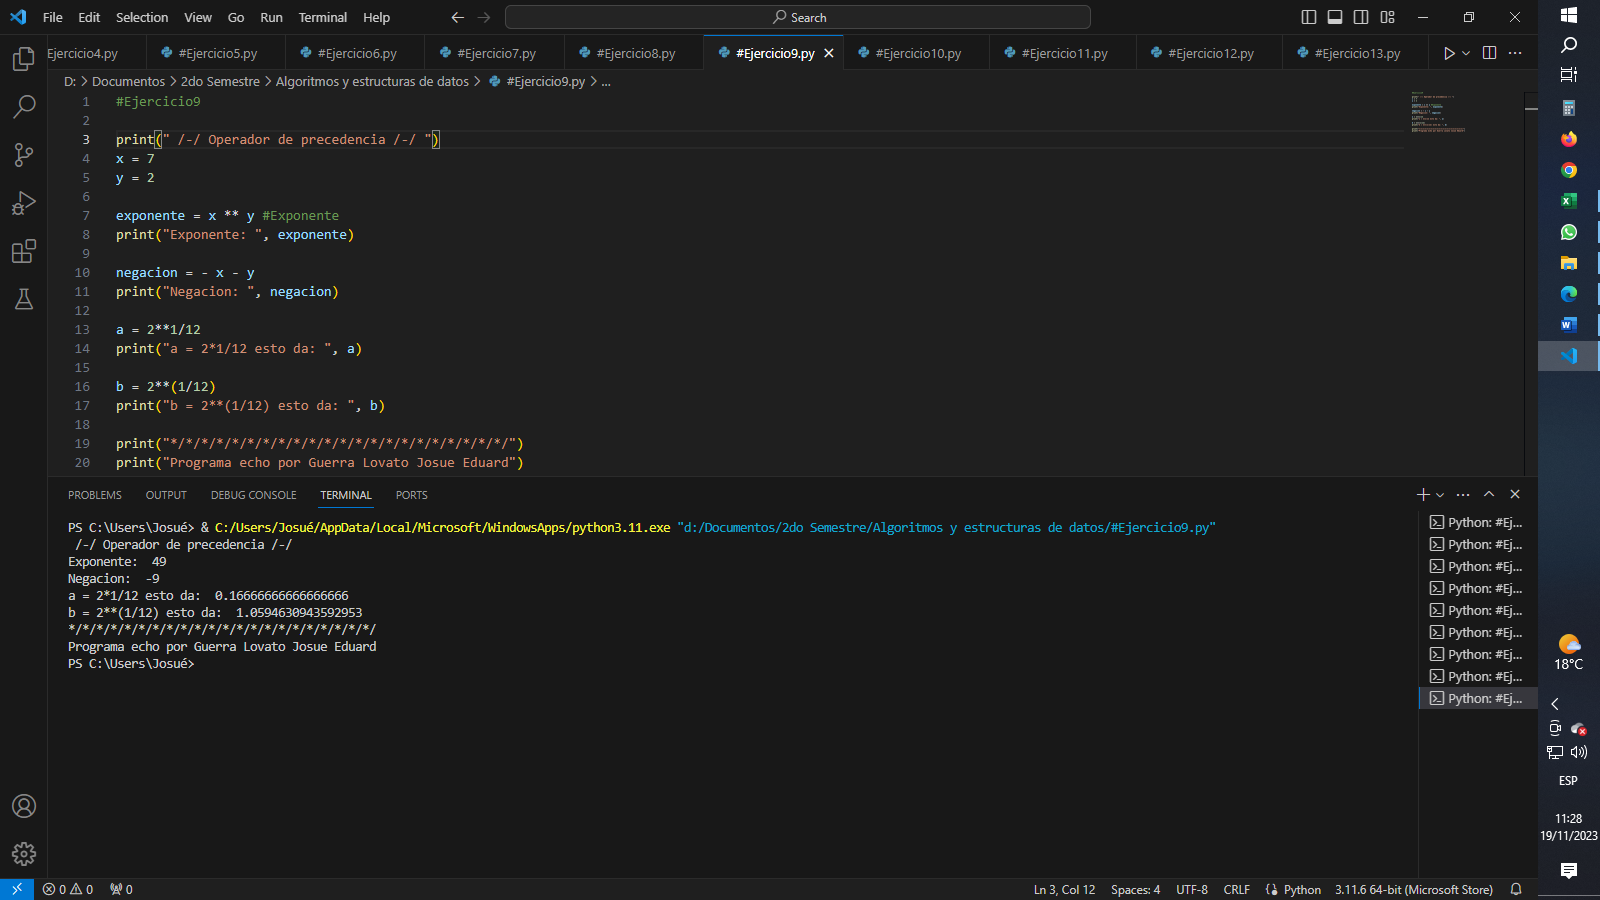 File Edit Selection View Go Run Terminal Help
Search
Ejercicio4.py #Ejercicio5.py #Ejercicio6.py #Ejercicio7.py #Ejercicio8.py #Ejercicio9.py #Ejercicio10.py #Ejercicio11.py #Ejercicio12.py #Ejercicio13.py
D: > Documentos > 2do Semestre > Algoritmos y estructuras de datos > #Ejercicio9.py > ...
1 #Ejercicio9
2
3 print(" /-/ Operador de precedencia /-/ ")
4 x = 7
5 y = 2
6
7 exponente = x ** y #Exponente
8 print("Exponente: ", exponente)
9
10 negacion = - x - y
11 print("Negacion: ", negacion)
12
13 a = 2**1/12
14 print("a = 2*1/12 esto da: ", a)
15
16 b = 2**(1/12)
17 print("b = 2**(1/12) esto da: ", b)
18
19 print("*/*/*/*/*/*/*/*/*/*/*/*/*/*/*/*/*/*/*/*/*/*/")
20 print("Programa echo por Guerra Lovato Josue Eduard")
PROBLEMS OUTPUT DEBUG CONSOLE TERMINAL PORTS
PS C:\Users\Josué> & C:/Users/Josué/AppData/Local/Microsoft/WindowsApps/python3.11.exe "d:/Documentos/2do Semestre/Algoritmos y estructuras de datos/#Ejercicio9.py"
 /-/ Operador de precedencia /-/
Exponente:  49
Negacion:  -9
a = 2*1/12 esto da:  0.16666666666666666
b = 2**(1/12) esto da:  1.0594630943592953
*/*/*/*/*/*/*/*/*/*/*/*/*/*/*/*/*/*/*/*/*/*/
Programa echo por Guerra Lovato Josue Eduard
PS C:\Users\Josué>
Python: #Ej...
Python: #Ej...
Python: #Ej...
Python: #Ej...
Python: #Ej...
Python: #Ej...
Python: #Ej...
Python: #Ej...
Python: #Ej...
18°C
ESP
11:28
19/11/2023
0 0 0 Ln 3, Col 12 Spaces: 4 UTF-8 CRLF Python 3.11.6 64-bit (Microsoft Store)